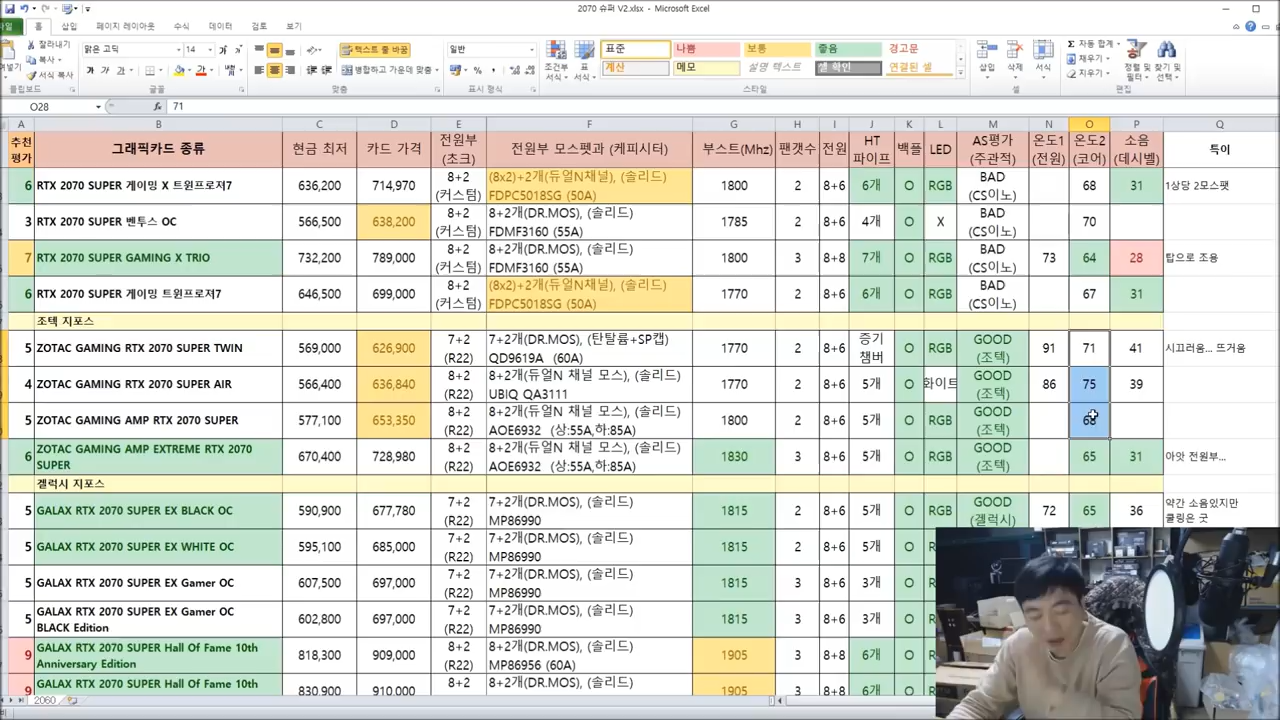 2070 슈퍼 V2.xlsx - Microsoft Excel
파일 홈 삽입 페이지 레이아웃 수식 데이터 검토 보기
잘라내기
복사
서식 복사
클립보드
맑은 고딕 14
글꼴
텍스트 줄 바꿈
병합하고 가운데 맞춤
맞춤
일반
표시 형식
조건부 서식
표 서식
표준 나쁨 보통 좋음 경고문
계산 메모 설명 텍스트 셀 확인 연결된 셀
스타일
삽입 삭제 서식
셀
자동 합계
채우기
지우기
정렬 및 필터
찾기 및 선택
편집
O28 fx 71
A B C D E F G H I J K L M N O P Q
추천 평가 그래픽카드 종류 현금 최저 카드 가격 전원부 (초크) 전원부 모스펫과 (케피시터) 부스트(Mhz) 팬갯수 전원 HT 파이프 백플 LED AS평가 (주관적) 온도1 (전원) 온도2 (코어) 소음 (데시벨) 특이
6 RTX 2070 SUPER 게이밍 X 트윈프로져7 636,200 714,970 8+2 (커스텀) (8x2)+2개(듀얼N채널), (솔리드) FDPC5018SG (50A) 1800 2 8+6 6개 O RGB BAD (CS이노) 68 31 1상당 2모스팻
3 RTX 2070 SUPER 벤투스 OC 566,500 638,200 8+2 (커스텀) 8+2개(DR.MOS), (솔리드) FDMF3160 (55A) 1785 2 8+6 4개 O X BAD (CS이노) 70
7 RTX 2070 SUPER GAMING X TRIO 732,200 789,000 8+2 (커스텀) 8+2개(DR.MOS), (솔리드) FDMF3160 (55A) 1800 3 8+8 7개 O RGB BAD (CS이노) 73 64 28 탑으로 조용
6 RTX 2070 SUPER 게이밍 트윈프로져7 646,500 699,000 8+2 (커스텀) (8x2)+2개(듀얼N채널), (솔리드) FDPC5018SG (50A) 1770 2 8+6 6개 O RGB BAD (CS이노) 67 31
조텍 지포스
5 ZOTAC GAMING RTX 2070 SUPER TWIN 569,000 626,900 7+2 (R22) 7+2개(DR.MOS), (탄탈륨+SP캡) QD9619A (60A) 1770 2 8+6 증기 챔버 O RGB GOOD (조텍) 91 71 41 시끄러움... 뜨거움
4 ZOTAC GAMING RTX 2070 SUPER AIR 566,400 636,840 8+2 (R22) 8+2개(듀얼N 채널 모스), (솔리드) UBIQ QA3111 1770 2 8+6 5개 O 화이트 GOOD (조텍) 86 75 39
5 ZOTAC GAMING AMP RTX 2070 SUPER 577,100 653,350 8+2 (R22) 8+2개(듀얼N 채널 모스), (솔리드) AOE6932 (상:55A,하:85A) 1800 2 8+6 5개 O RGB GOOD (조텍) 68
6 ZOTAC GAMING AMP EXTREME RTX 2070 SUPER 670,400 728,980 8+2 (R22) 8+2개(듀얼N 채널 모스), (솔리드) AOE6932 (상:55A,하:85A) 1830 3 8+6 5개 O RGB GOOD (조텍) 65 31 아앗 전원부...
겔럭시 지포스
5 GALAX RTX 2070 SUPER EX BLACK OC 590,900 677,780 7+2 (R22) 7+2개(DR.MOS), (솔리드) MP86990 1815 2 8+6 5개 O RGB GOOD (겔럭시) 72 65 36 약간 소음있지만 쿨링은 굿
5 GALAX RTX 2070 SUPER EX WHITE OC 595,100 685,000 7+2 (R22) 7+2개(DR.MOS), (솔리드) MP86990 1815 2 8+6 5개 O
5 GALAX RTX 2070 SUPER EX Gamer OC 607,500 697,000 7+2 (R22) 7+2개(DR.MOS), (솔리드) MP86990 1815 3 8+6 3개 O
5 GALAX RTX 2070 SUPER EX Gamer OC BLACK Edition 602,800 697,000 7+2 (R22) 7+2개(DR.MOS), (솔리드) MP86990 1815 3 8+6 3개 O
9 GALAX RTX 2070 SUPER Hall Of Fame 10th Anniversary Edition 818,300 909,000 8+2 (R22) 8+2개(DR.MOS), (솔리드) MP86956 (60A) 1905 3 8+8 6개 O
9 GALAX RTX 2070 SUPER Hall Of Fame 10th 830,900 910,000 8+2 8+2개(DR.MOS), (솔리드) 1905 3 8+8 6개 O
2060